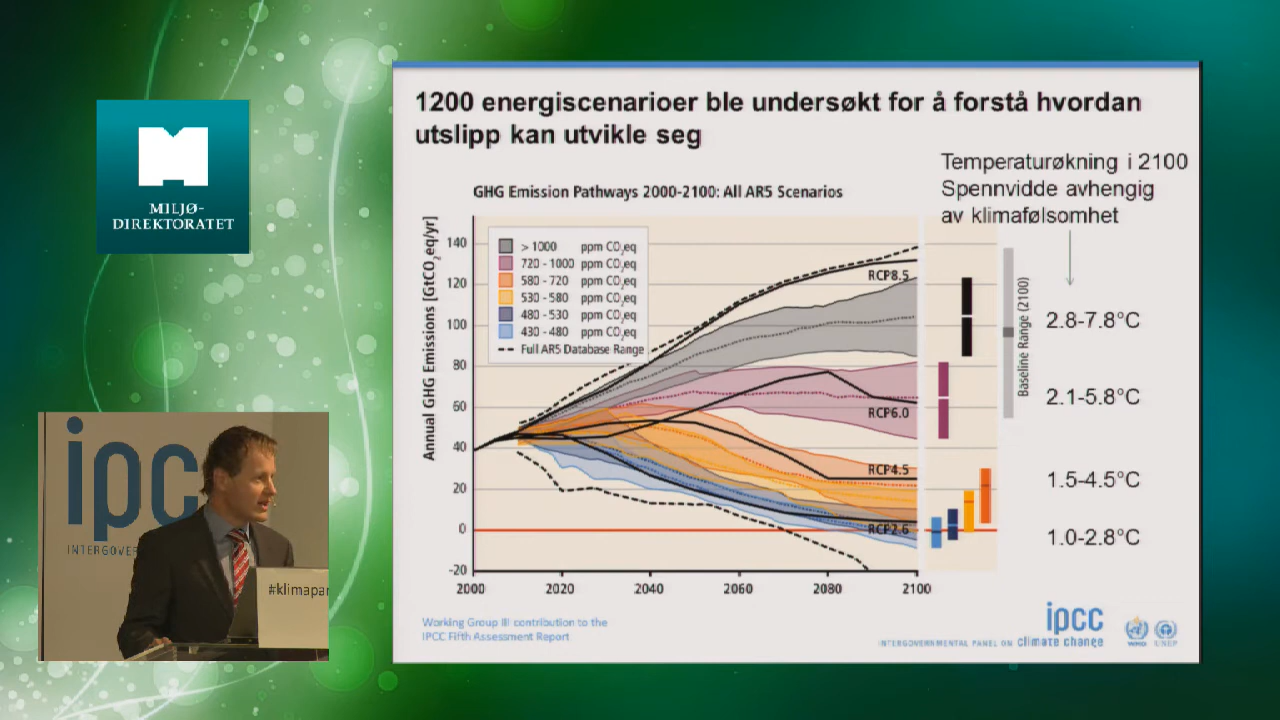 1200 energiscenarioer ble undersøkt for å forstå hvordan
utslipp kan utvikle seg
Temperaturøkning i 2100
Spennvidde avhengig
av klimafølsomhet
GHG Emission Pathways 2000-2100: All AR5 Scenarios
Annual GHG Emissions [GtCO2eq/yr]
140
120
100
80
60
40
20
0
-20
> 1000 ppm CO2eq
720 - 1000 ppm CO2eq
580 - 720 ppm CO2eq
530 - 580 ppm CO2eq
480 - 530 ppm CO2eq
430 - 480 ppm CO2eq
Full AR5 Database Range
RCP8.5
RCP6.0
RCP4.5
RCP2.6
Baseline Range (2100)
2.8-7.8°C
2.1-5.8°C
1.5-4.5°C
1.0-2.8°C
2000 2020 2040 2060 2080 2100
Working Group III contribution to the
IPCC Fifth Assessment Report
ipcc
INTERGOVERNMENTAL PANEL ON climate change
WMO UNEP
MILJØ-
DIREKTORATET
ipc
INTERGOVER
#klimapar